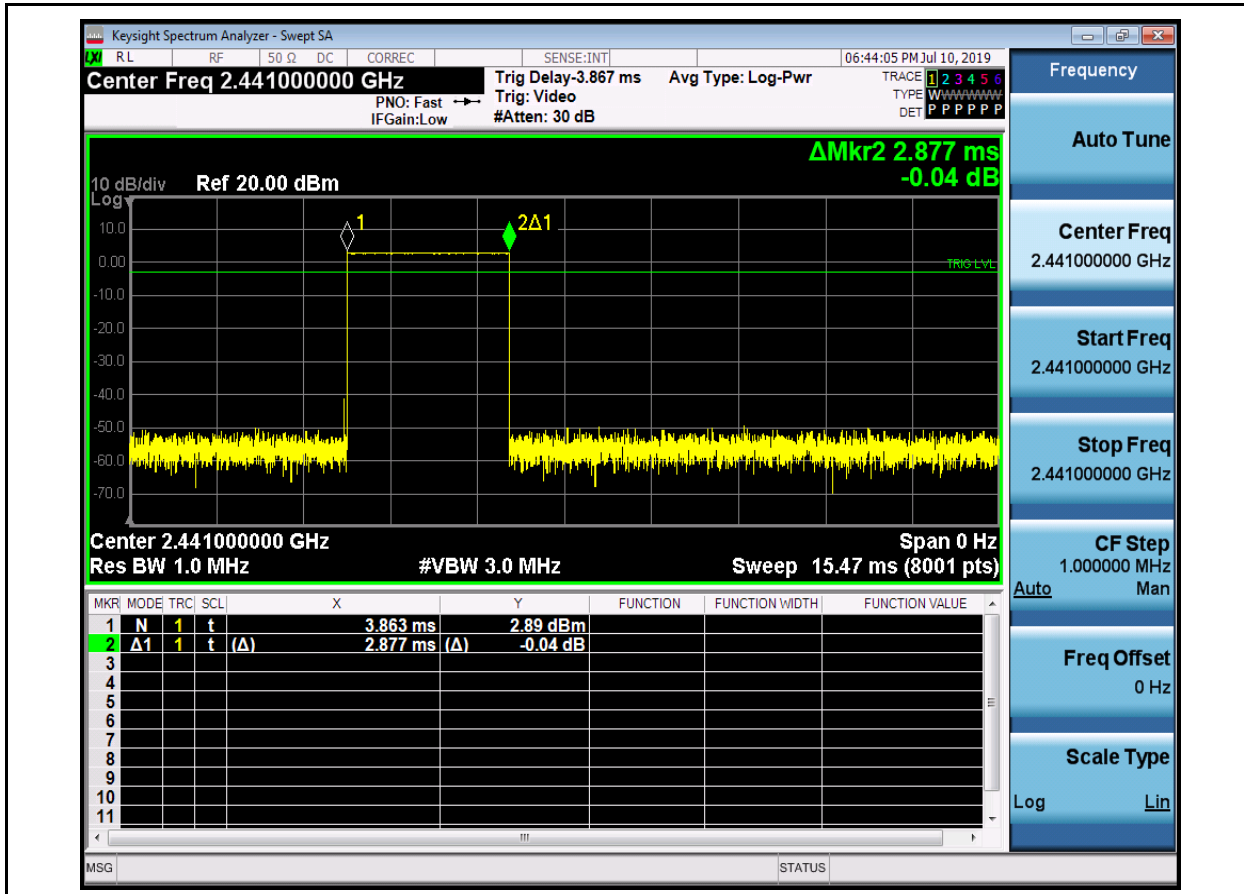 Keysight Spectrum Analyzer - Swept SA
LXI RL RF 50 Ω DC CORREC SENSE:INT 06:44:05 PM Jul 10, 2019
Center Freq 2.441000000 GHz
PNO: Fast
IFGain:Low
Trig Delay-3.867 ms
Trig: Video
#Atten: 30 dB
Avg Type: Log-Pwr
TRACE 1 2 3 4 5 6
TYPE WWWWWW
DET P P P P P P
ΔMkr2 2.877 ms
-0.04 dB
10 dB/div Ref 20.00 dBm
Log
10.0
0.00
-10.0
-20.0
-30.0
-40.0
-50.0
-60.0
-70.0
1
2Δ1
TRIG LVL
Center 2.441000000 GHz Span 0 Hz
Res BW 1.0 MHz #VBW 3.0 MHz Sweep 15.47 ms (8001 pts)
MKR MODE TRC SCL X Y FUNCTION FUNCTION WIDTH FUNCTION VALUE
1 N 1 t 3.863 ms 2.89 dBm
2 Δ1 1 t (Δ) 2.877 ms (Δ) -0.04 dB
3
4
5
6
7
8
9
10
11
MSG STATUS
Frequency
Auto Tune
Center Freq
2.441000000 GHz
Start Freq
2.441000000 GHz
Stop Freq
2.441000000 GHz
CF Step
1.000000 MHz
Auto Man
Freq Offset
0 Hz
Scale Type
Log Lin